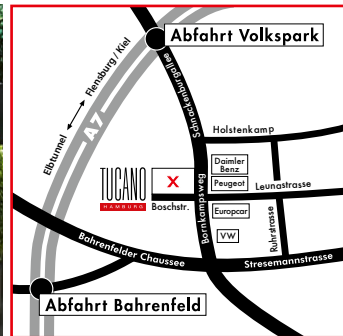 Abfahrt Volkspark
Flensburg / Kiel
Elbtunnel
A7
Schnackenburgallee
Holstenkamp
Daimler
Benz
Peugeot
Leunastrasse
TUCANO
HAMBURG
X
Boschstr.
Bornkampsweg
Europcar
VW
Ruhrstrasse
Bahrenfelder Chaussee
Stresemannstrasse
Abfahrt Bahrenfeld